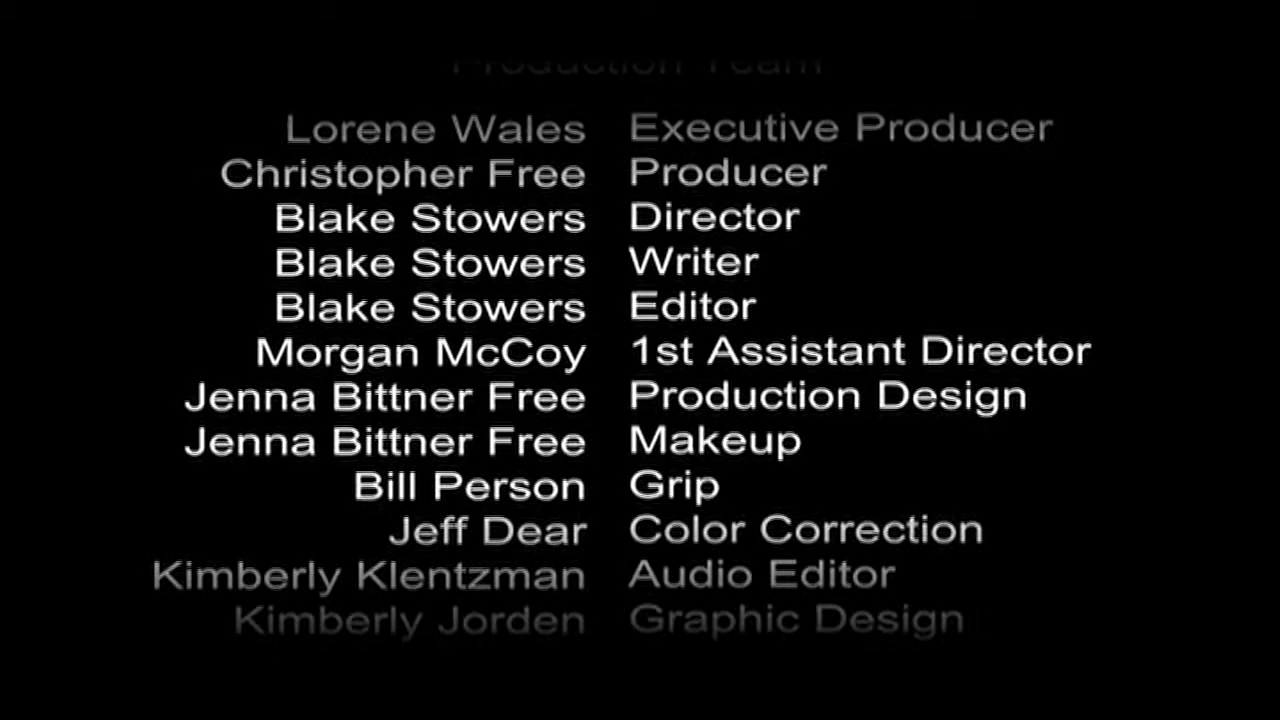 Production Team
Lorene Wales Executive Producer
Christopher Free Producer
Blake Stowers Director
Blake Stowers Writer
Blake Stowers Editor
Morgan McCoy 1st Assistant Director
Jenna Bittner Free Production Design
Jenna Bittner Free Makeup
Bill Person Grip
Jeff Dear Color Correction
Kimberly Klentzman Audio Editor
Kimberly Jorden Graphic Design